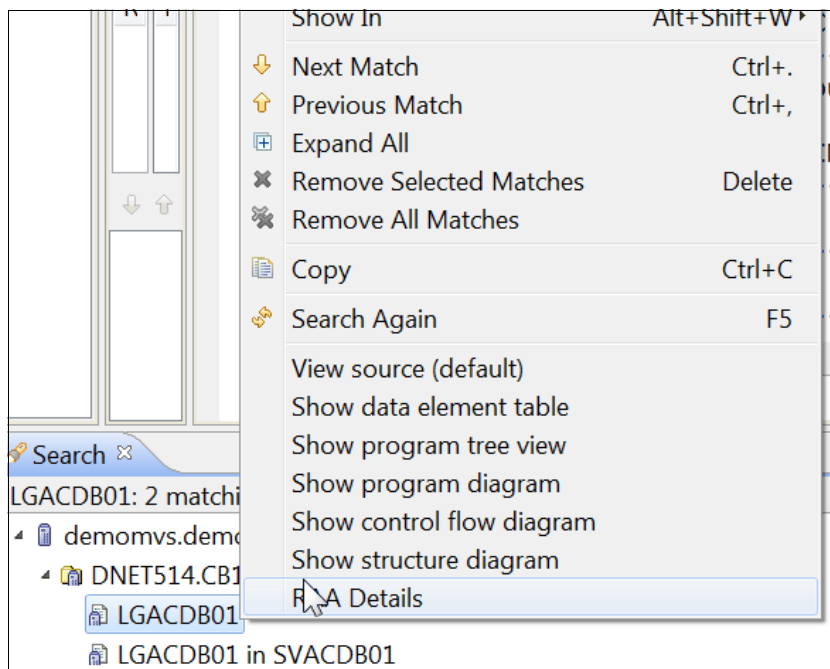 Show In Alt+Shift+W
Next Match Ctrl+.
Previous Match Ctrl+,
Expand All
Remove Selected Matches Delete
Remove All Matches
Copy Ctrl+C
Search Again F5
View source (default)
Show data element table
Show program tree view
Show program diagram
Show control flow diagram
Show structure diagram
Details
Search
LGACDB01: 2 matchi
demomvs.demo
DNET514.CB1
LGACDB01
LGACDB01 in SVACDB01